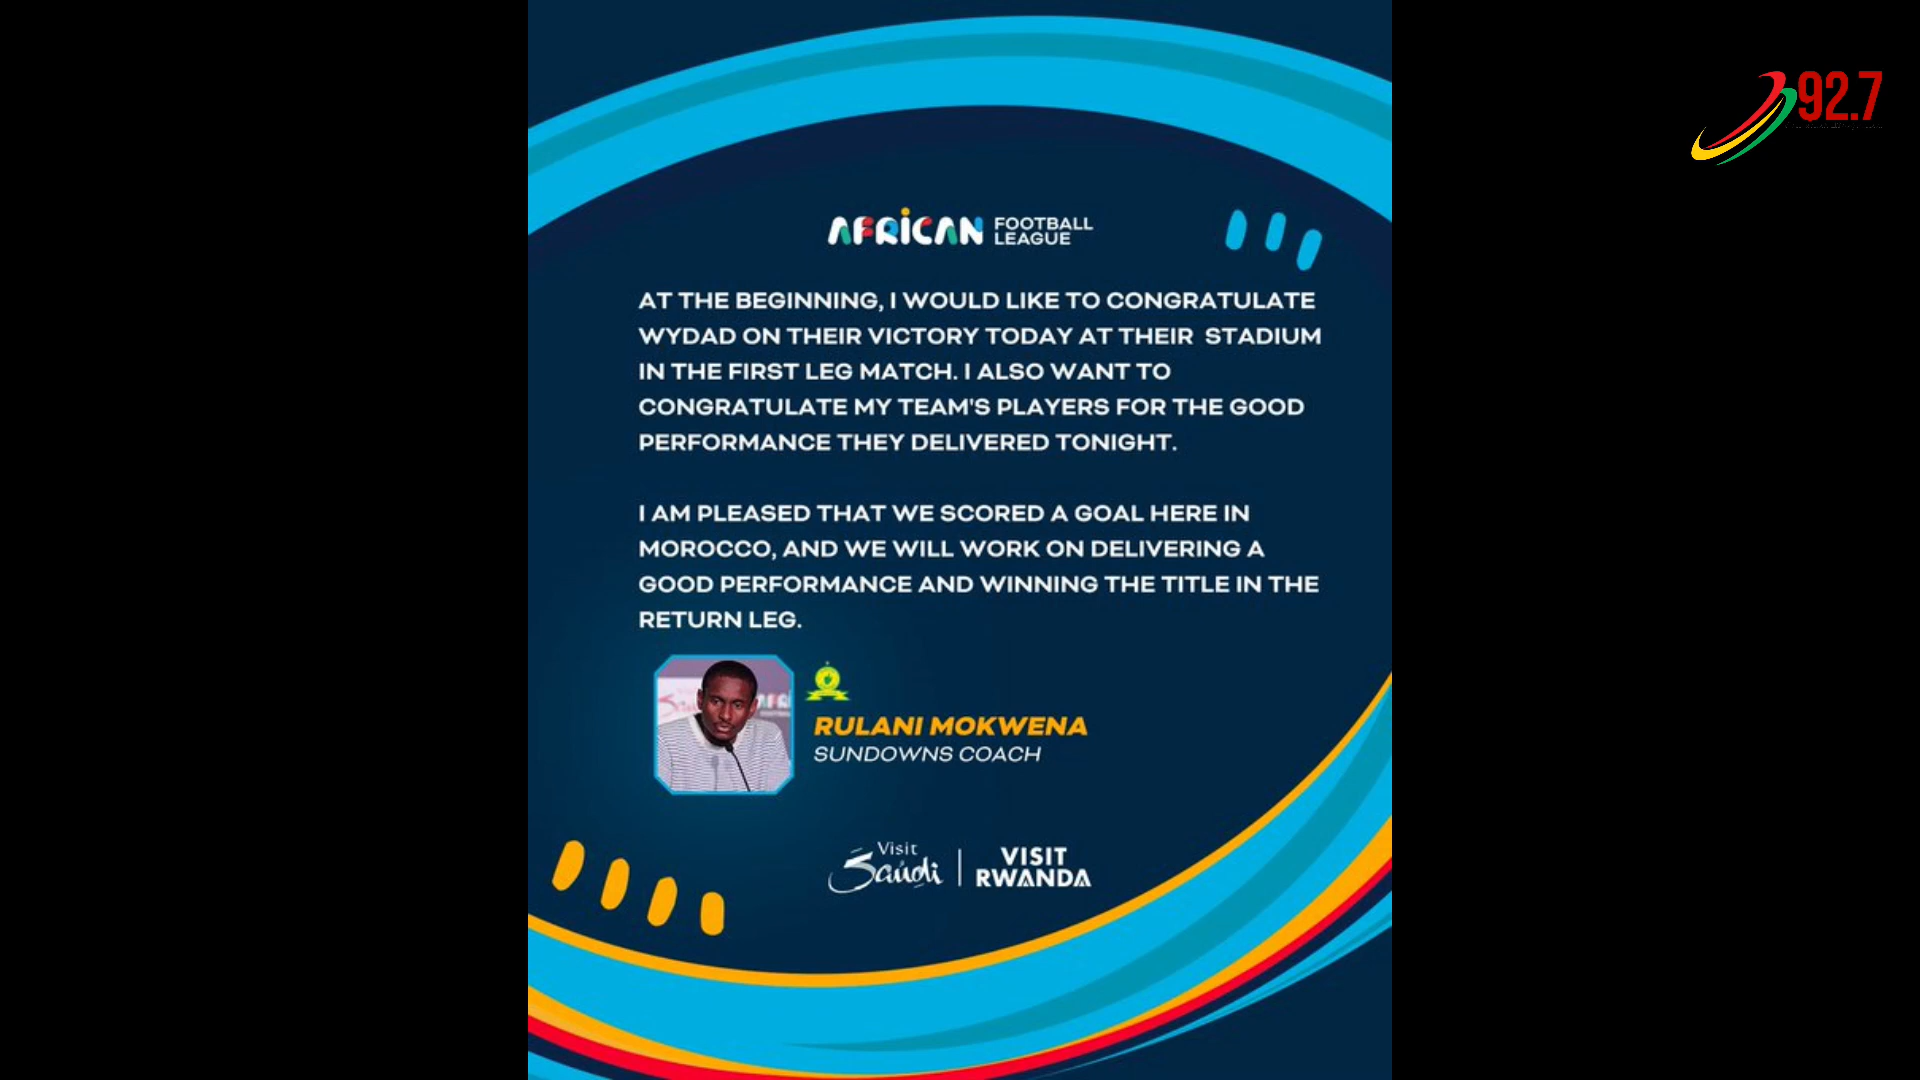 92.7
AFRICAN FOOTBALL LEAGUE
AT THE BEGINNING, I WOULD LIKE TO CONGRATULATE
WYDAD ON THEIR VICTORY TODAY AT THEIR STADIUM
IN THE FIRST LEG MATCH. I ALSO WANT TO
CONGRATULATE MY TEAM'S PLAYERS FOR THE GOOD
PERFORMANCE THEY DELIVERED TONIGHT.
I AM PLEASED THAT WE SCORED A GOAL HERE IN
MOROCCO, AND WE WILL WORK ON DELIVERING A
GOOD PERFORMANCE AND WINNING THE TITLE IN THE
RETURN LEG.
RULANI MOKWENA
SUNDOWNS COACH
Visit Saudi
VISIT RWANDA